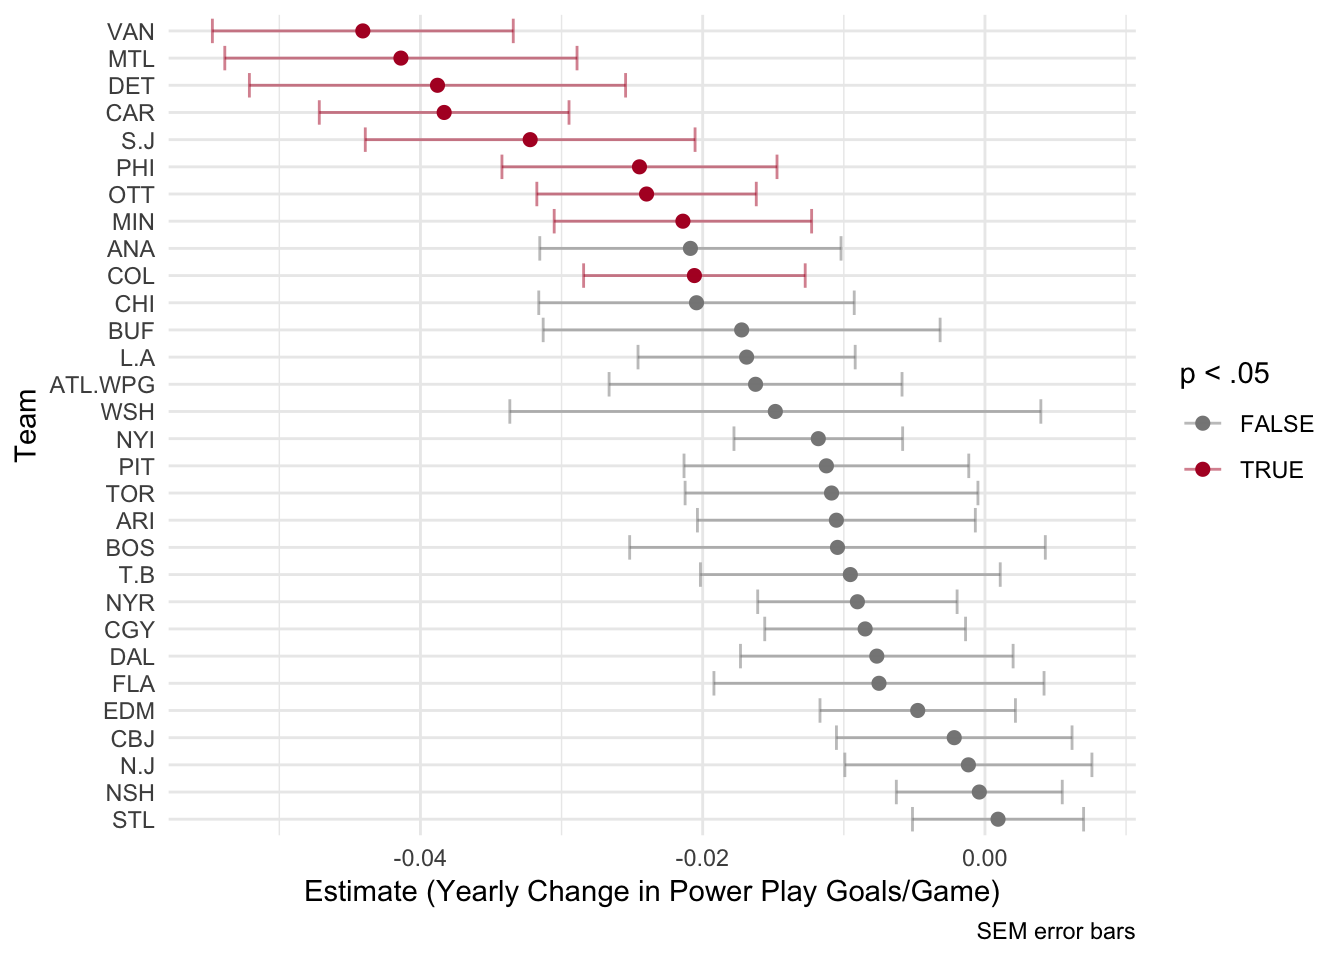 VAN
MTL
DET
CAR
S.J
PHI
OTT
MIN
ANA
COL
CHI
BUF
L.A
ATL.WPG
WSH
NYI
PIT
TOR
ARI
BOS
T.B
NYR
CGY
DAL
FLA
EDM
CBJ
N.J
NSH
STL
Team
-0.04 -0.02 0.00
Estimate (Yearly Change in Power Play Goals/Game)
SEM error bars
p < .05
FALSE
TRUE